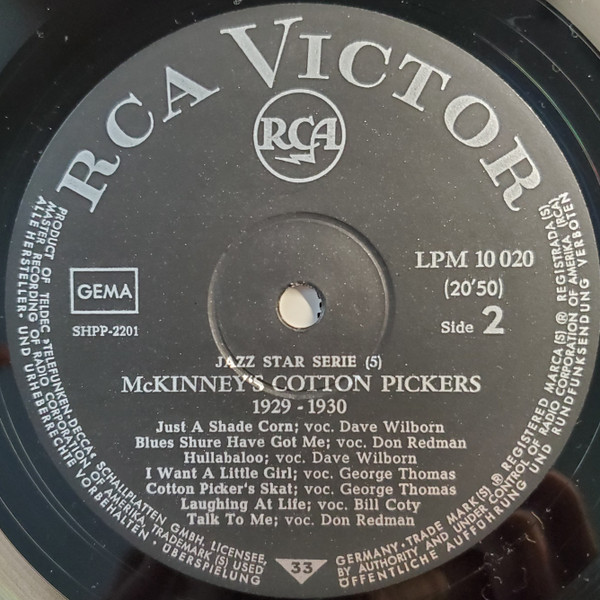 RCA VICTOR
RCA
LPM 10 020
(20'50)
Side 2
GEMA
SHPP-2201
JAZZ STAR SERIE (5)
McKINNEY'S COTTON PICKERS
1929 - 1930
Just A Shade Corn; voc. Dave Wilborn
Blues Shure Have Got Me; voc. Don Redman
Hullabaloo; voc. Dave Wilborn
I Want A Little Girl; voc. George Thomas
Cotton Picker's Skat; voc. George Thomas
Laughing At Life; voc. Bill Coty
Talk To Me; voc. Don Redman
33
PRODUCT OF TELDEC »TELEFUNKEN-DECCA« SCHALLPLATTEN GMBH. LICENSEE,
MASTER RECORDING OF RADIO CORPORATION OF AMERIKA, TRADEMARK (S) USED
ALLE HERSTELLER- UND URHEBERRECHTE VORBEHALTEN · ÜBERSPIELUNG
GERMANY · TRADE MARK(S) ® REGISTERED MARCA(S) ® REGISTRADA(S)
BY AUTHORITY AND UNDER CONTROL OF RADIO CORPORATION OF AMERIKA IRCAN
ÖFFENTLICHE AUFFÜHRUNG UND RUNDFUNKSENDUNG VERBOTEN